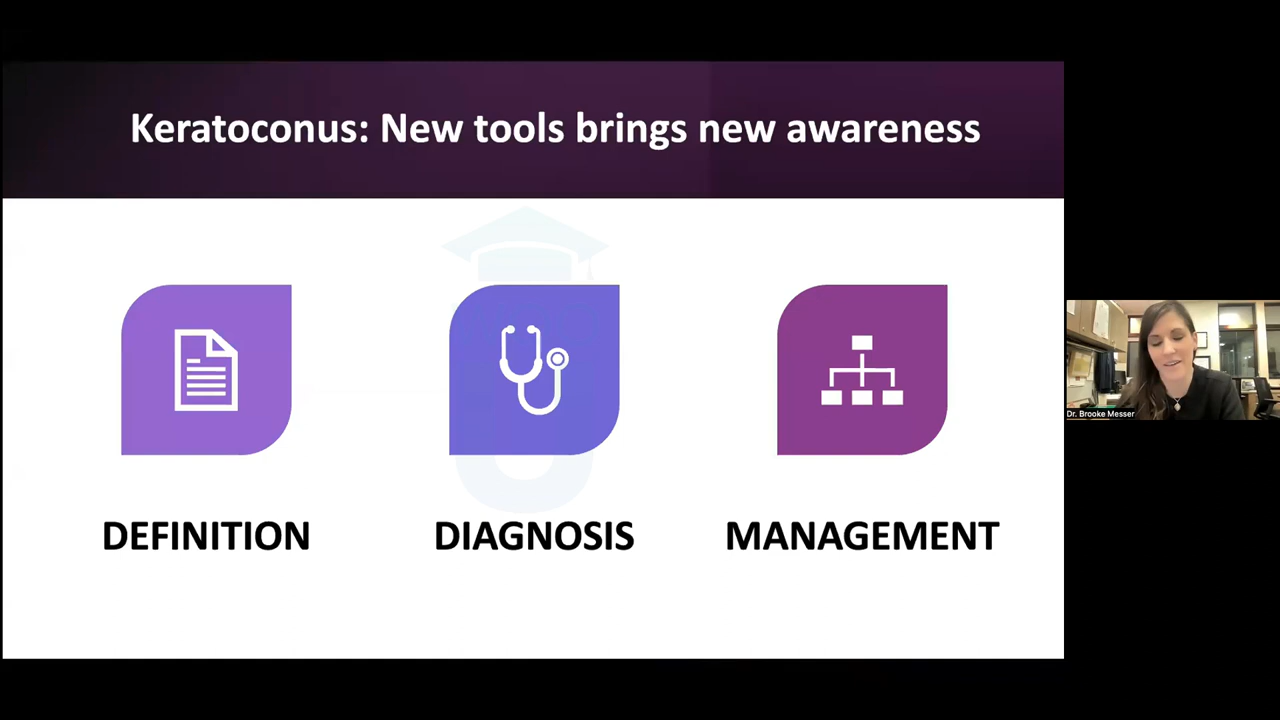 Keratoconus: New tools brings new awareness
DEFINITION
DIAGNOSIS
MANAGEMENT
Dr. Brooke Messer